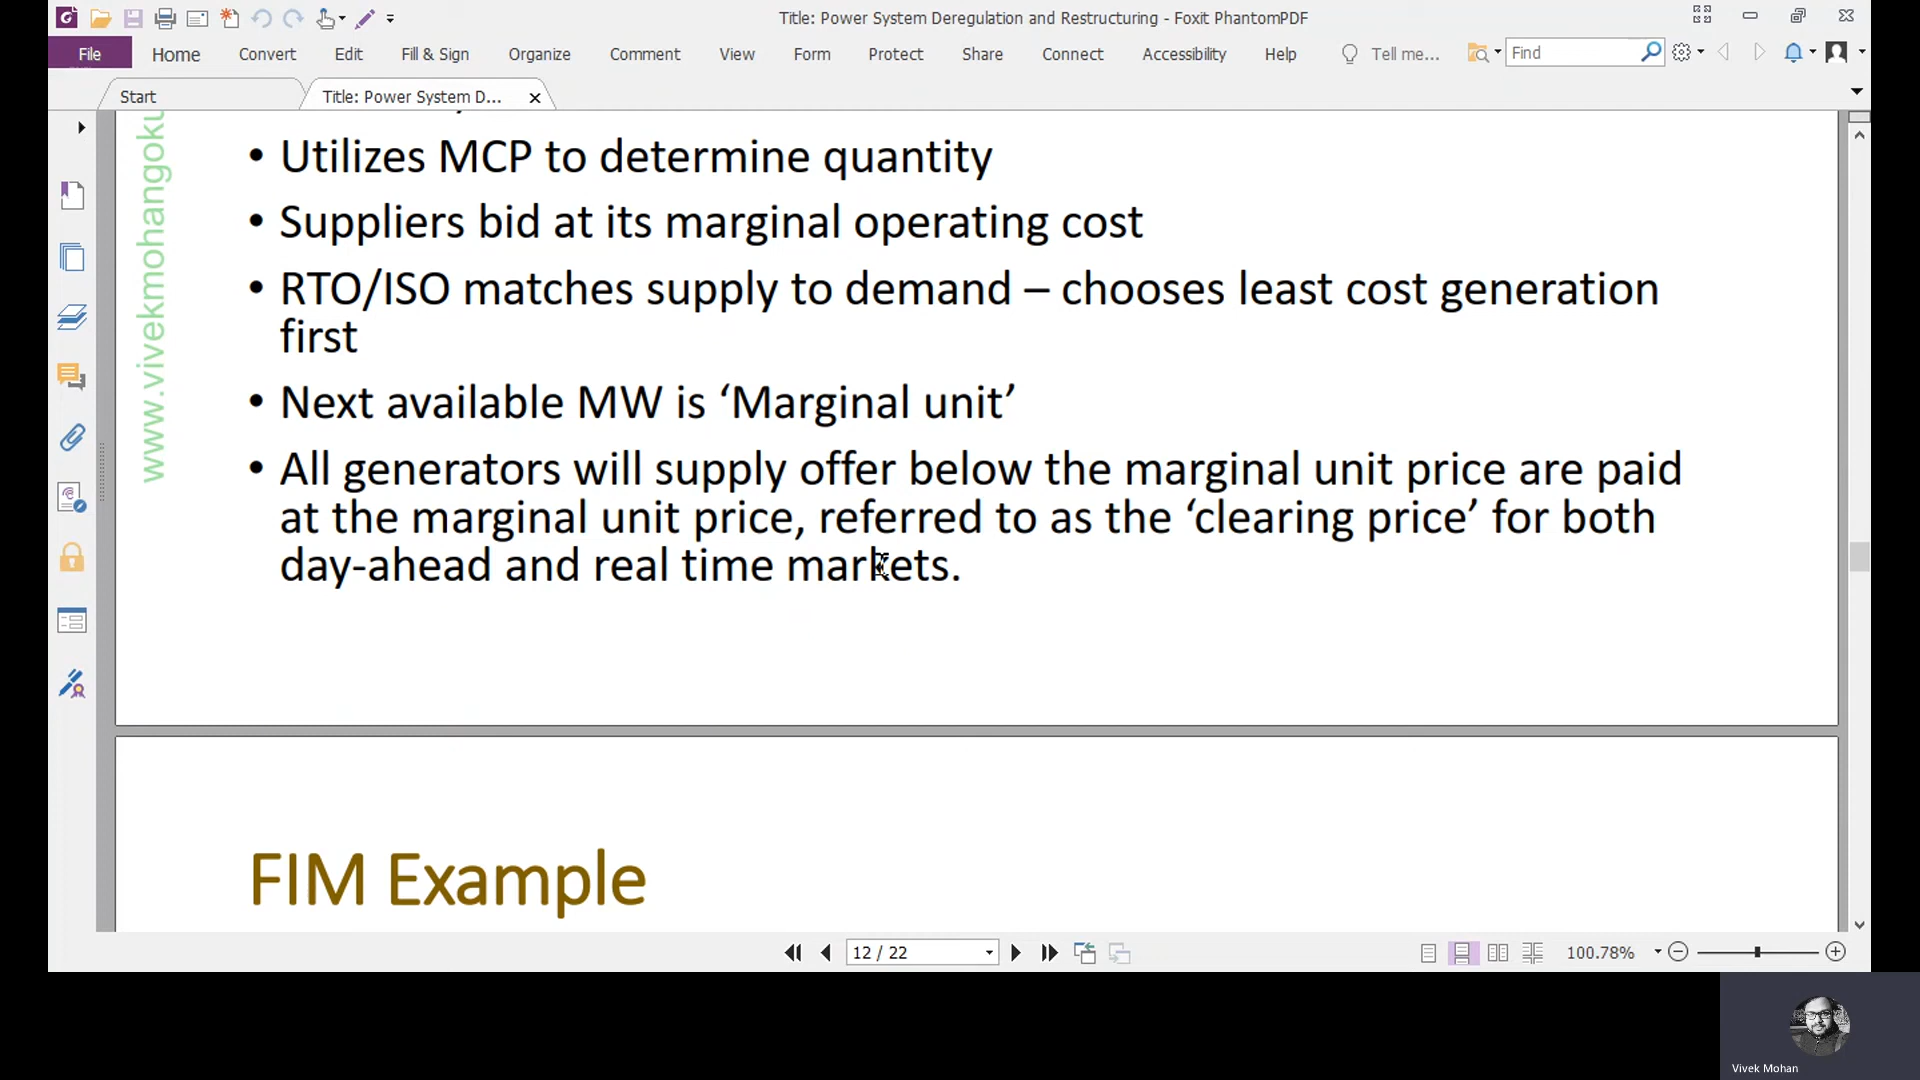 Title: Power System Deregulation and Restructuring - Foxit PhantomPDF
File Home Convert Edit Fill & Sign Organize Comment View Form Protect Share Connect Accessibility Help Tell me... Find
Start Title: Power System D...
www.vivekmohangoku
• Utilizes MCP to determine quantity
• Suppliers bid at its marginal operating cost
• RTO/ISO matches supply to demand – chooses least cost generation
first
• Next available MW is ‘Marginal unit’
• All generators will supply offer below the marginal unit price are paid
at the marginal unit price, referred to as the ‘clearing price’ for both
day-ahead and real time markets.
FIM Example
12 / 22 100.78%
Vivek Mohan